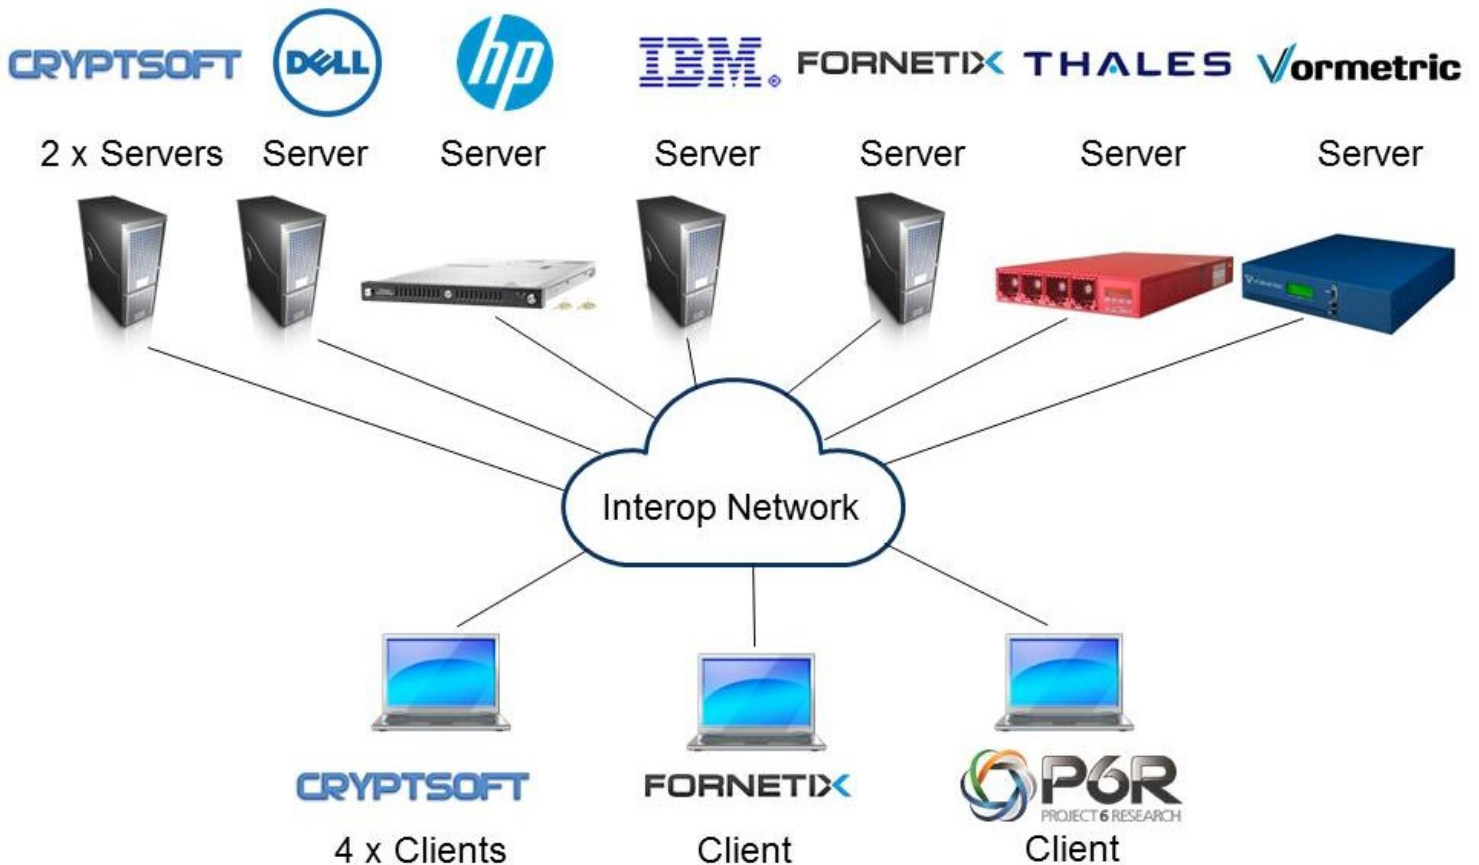 CRYPTSOFT DELL hp IBM® FORNETIX THALES Vormetric
2 x Servers Server Server Server Server Server Server
VORMETRIC
Interop Network
CRYPTSOFT FORNETIX P6R
PROJECT 6 RESEARCH
4 x Clients Client Client